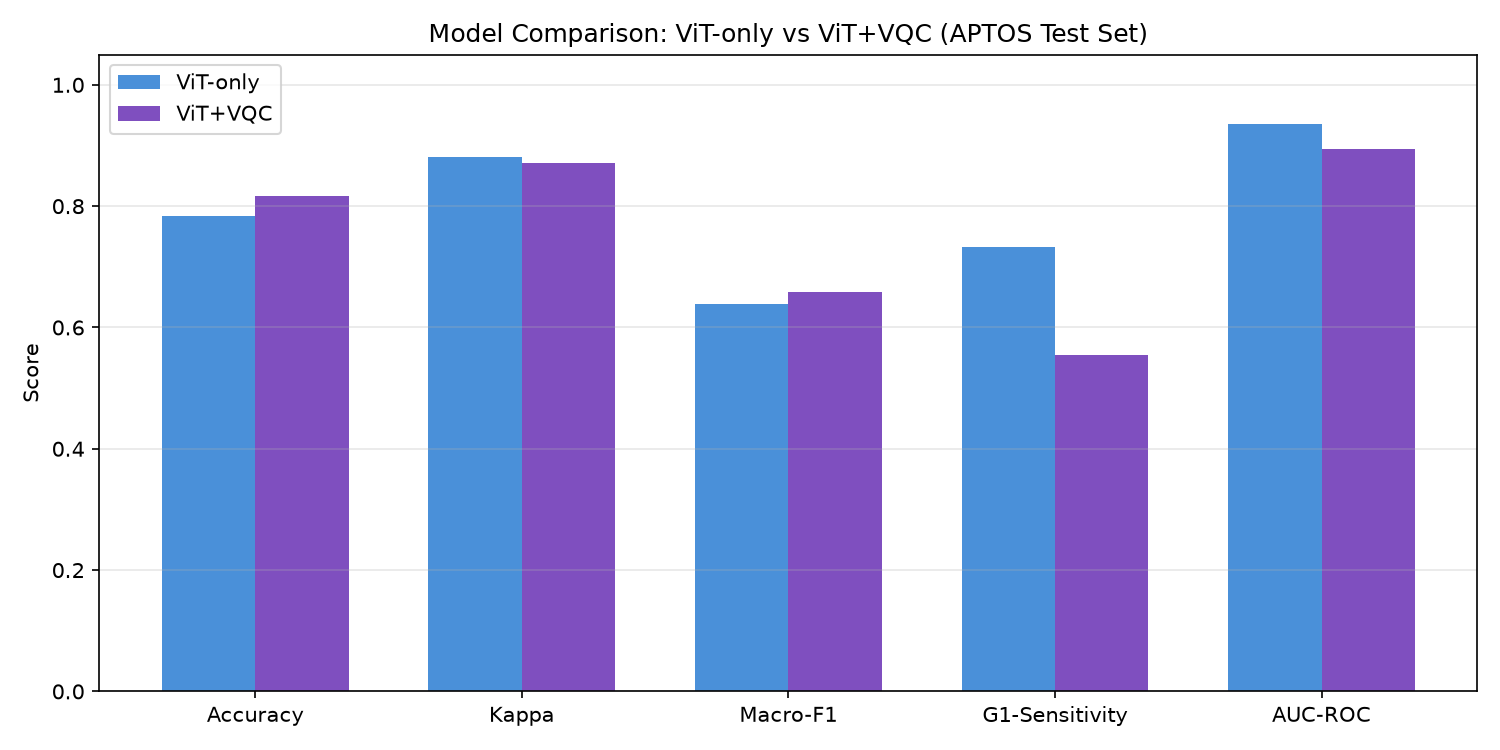 Model Comparison: ViT-only vs ViT+VQC (APTOS Test Set)
ViT-only
ViT+VQC
Score
1.0
0.8
0.6
0.4
0.2
0.0
Accuracy
Kappa
Macro-F1
G1-Sensitivity
AUC-ROC